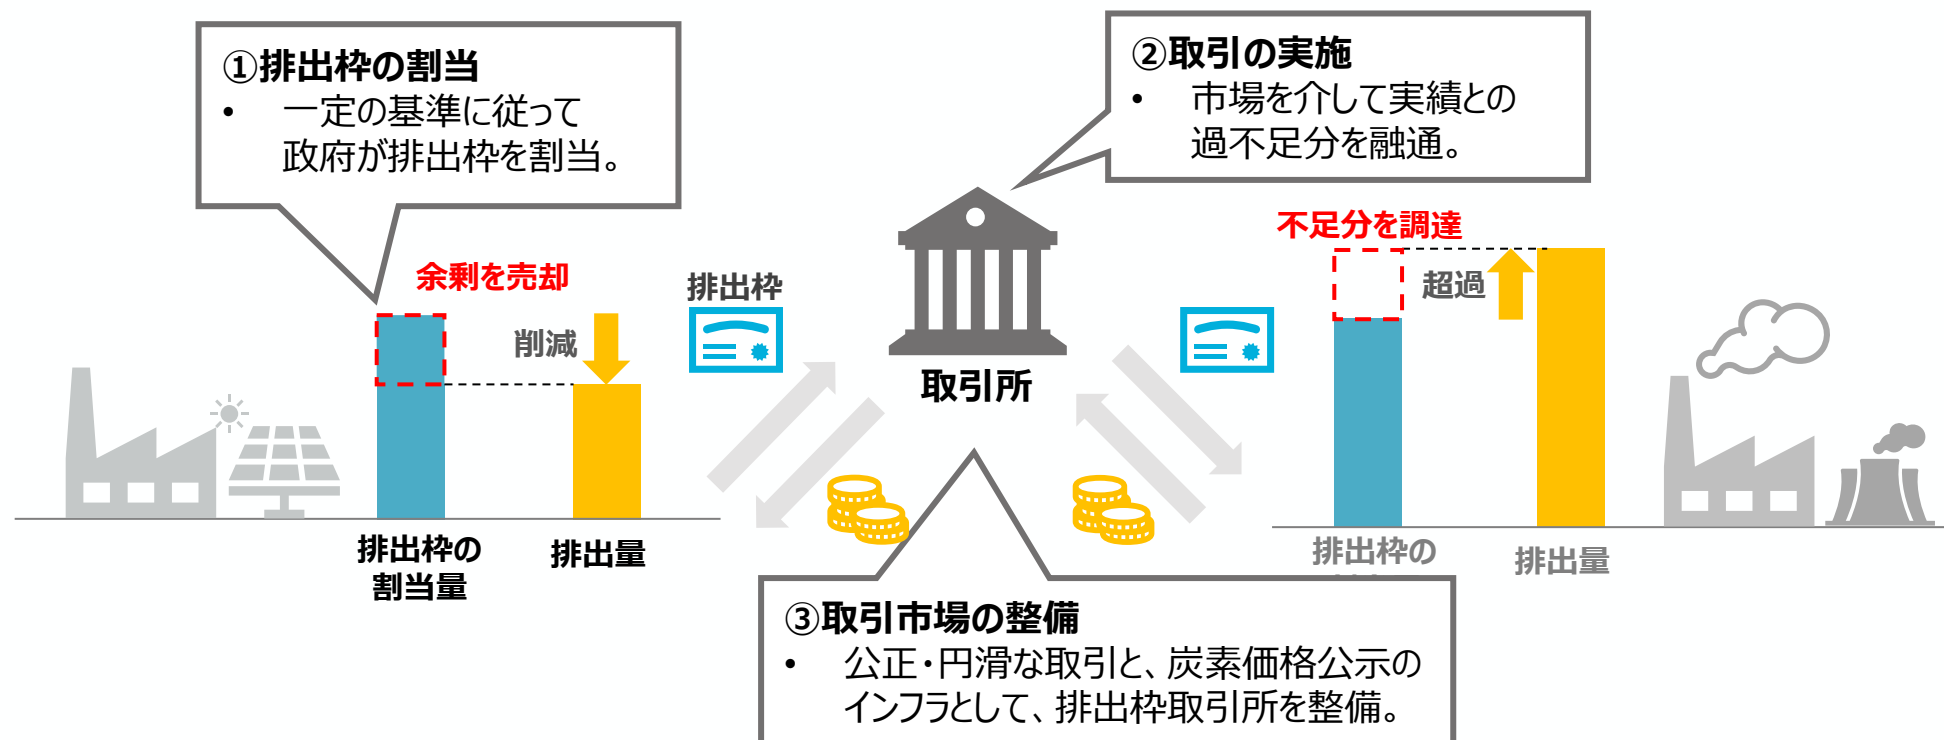 ①排出枠の割当
• 一定の基準に従って
政府が排出枠を割当。
②取引の実施
• 市場を介して実績との
過不足分を融通。
余剰を売却
削減
排出枠
取引所
不足分を調達
超過
排出枠の
割当量
排出量
排出枠の
排出量
③取引市場の整備
• 公正・円滑な取引と、炭素価格公示の
インフラとして、排出枠取引所を整備。